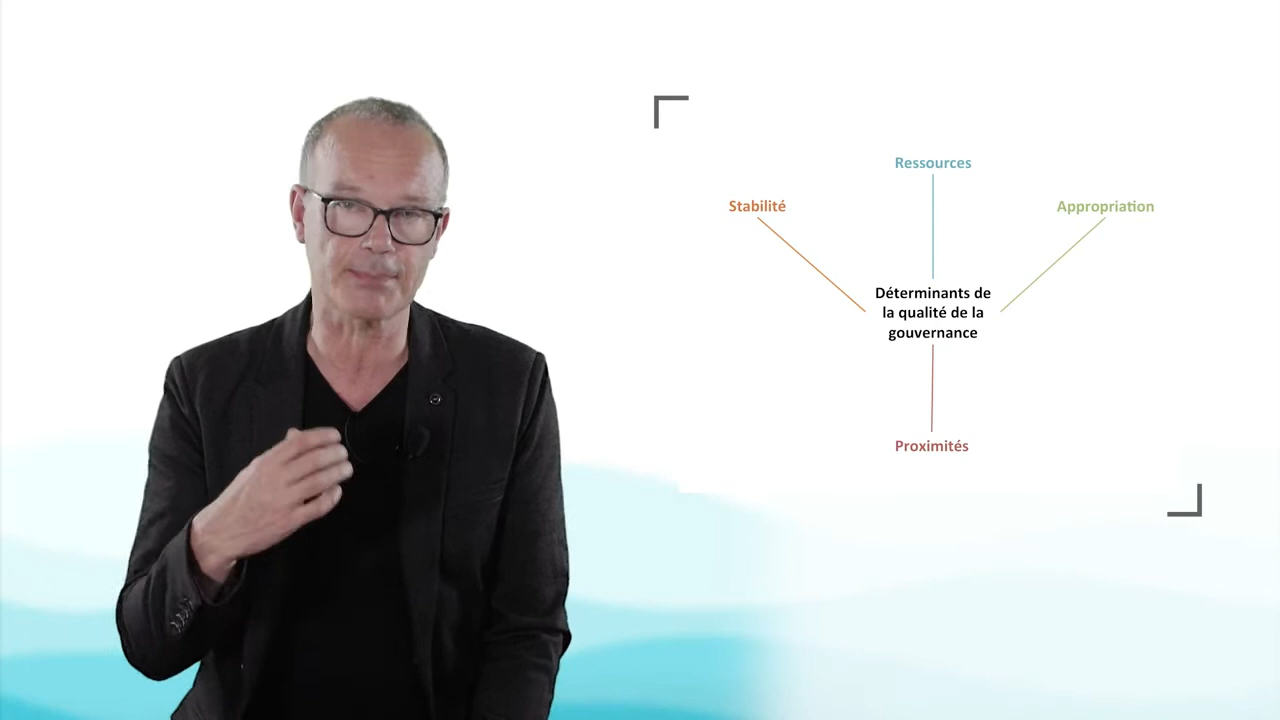 Ressources
Stabilité
Appropriation
Déterminants de
la qualité de la
gouvernance
Proximités